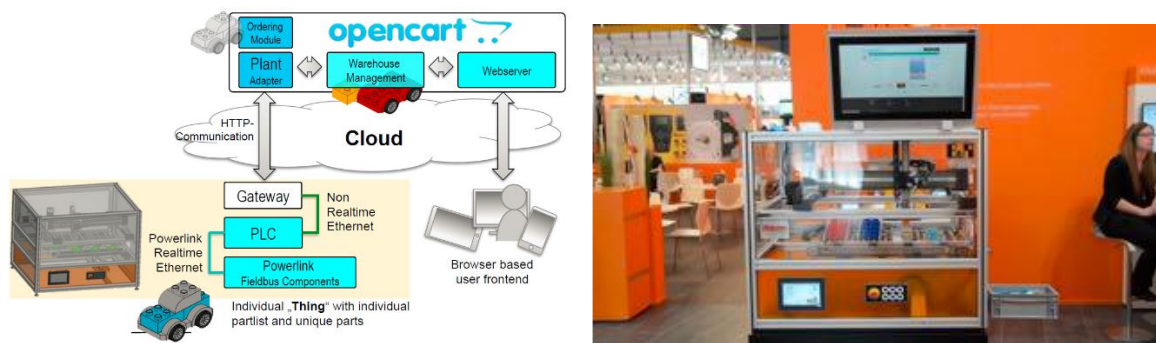 Ordering
Module
opencart
Plant
Adapter
Warehouse
Management
Webserver
HTTP-
Communication
Cloud
Gateway
Non
Realtime
Ethernet
PLC
Powerlink
Realtime
Ethernet
Powerlink
Fieldbus Components
Browser based
user frontend
Individual „Thing“ with individual
partlist and unique parts